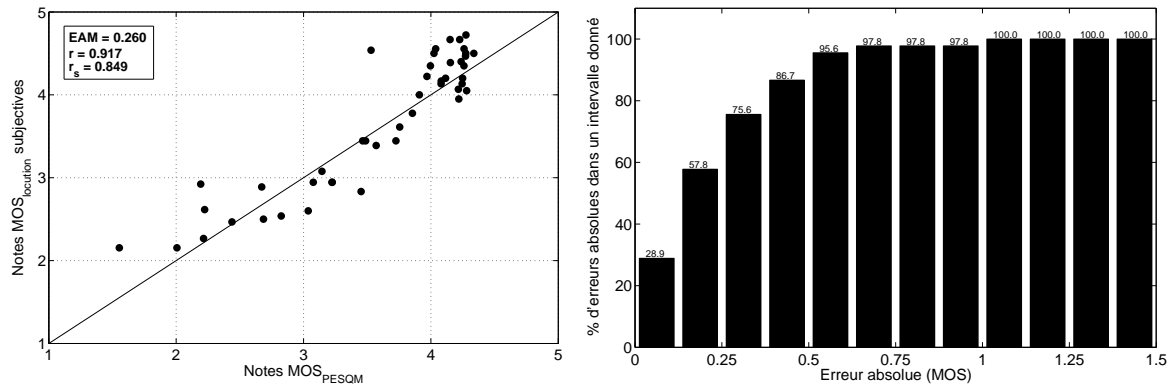 5
4
3
2
1
EAM = 0.260
r = 0.917
r_s = 0.849
Notes MOS_locution subjectives
1 2 3 4 5
Notes MOS_PESQM
100
80
60
40
20
0
28.9 57.8 75.6 86.7 95.6 97.8 97.8 97.8 100.0 100.0 100.0 100.0
% d'erreurs absolues dans un intervalle donné
0 0.25 0.5 0.75 1 1.25 1.5
Erreur absolue (MOS)